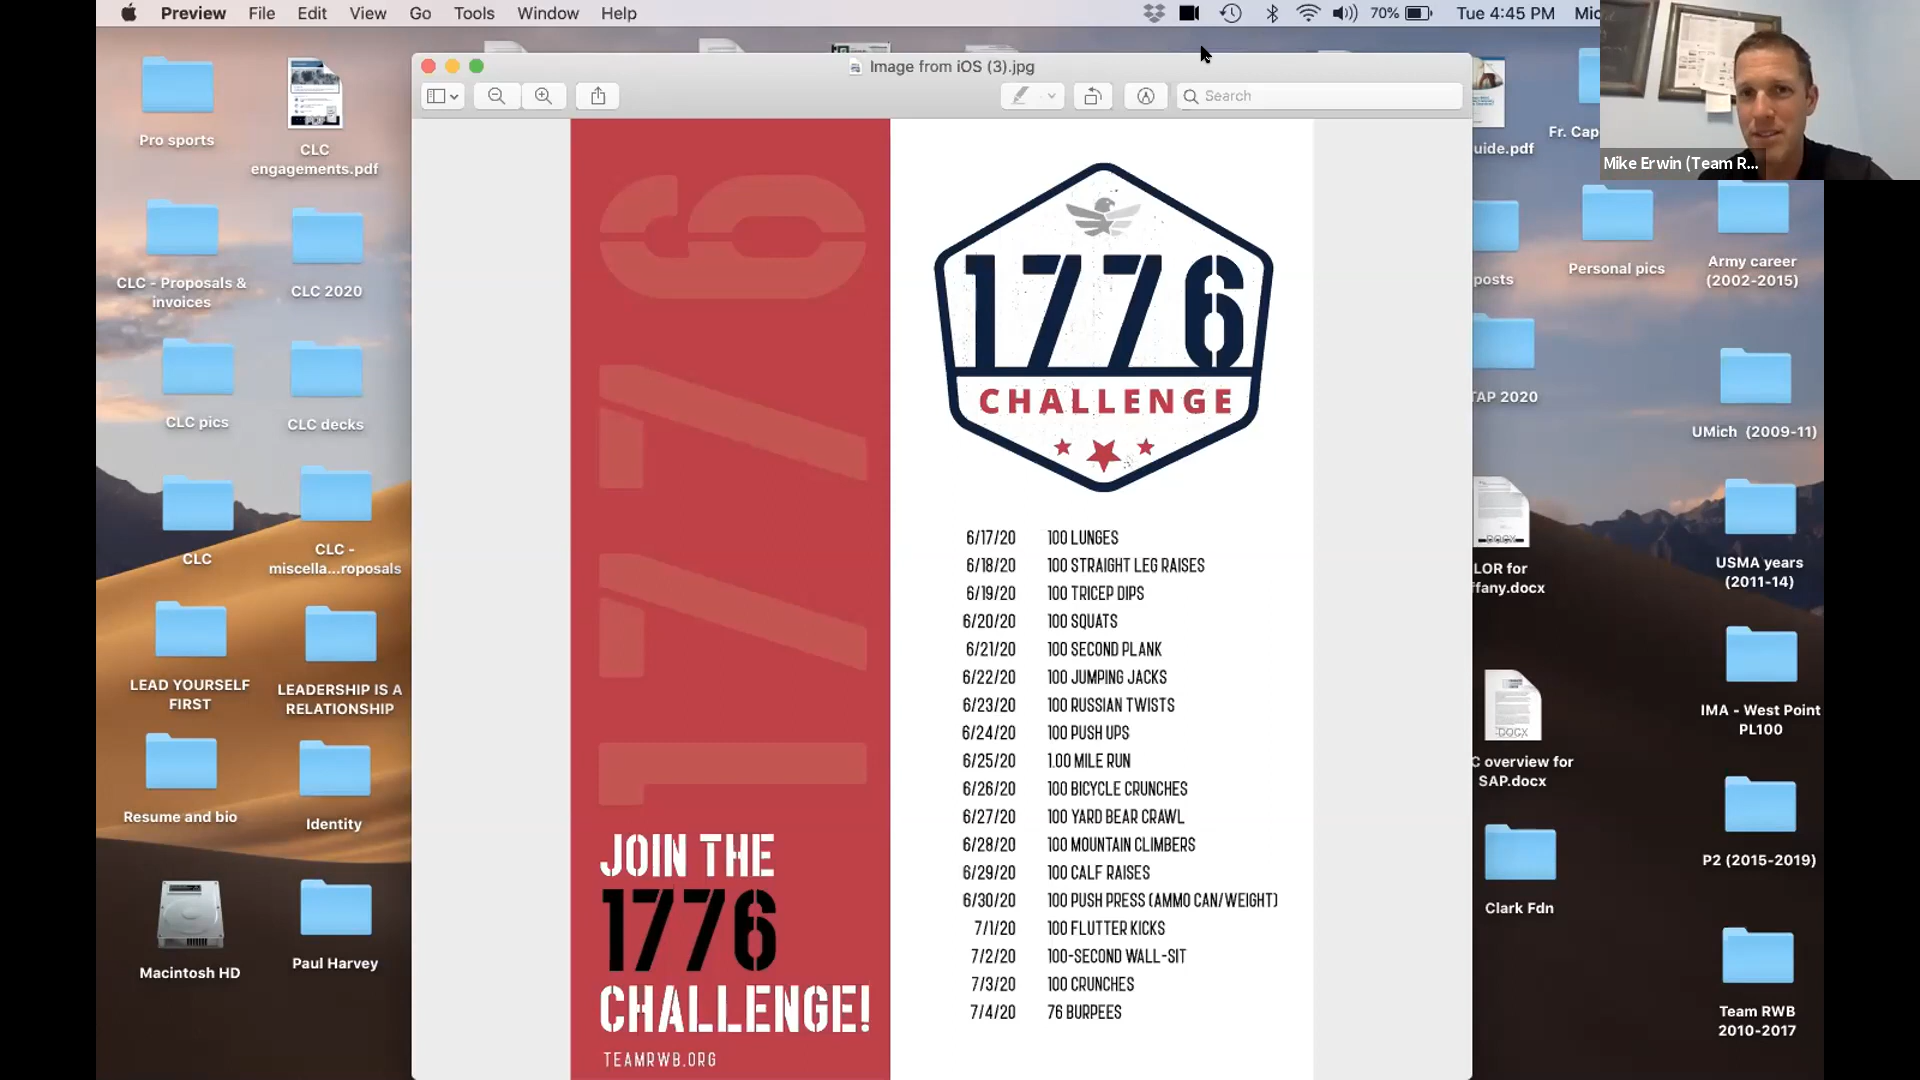 Preview File Edit View Go Tools Window Help
70% Tue 4:45 PM Mic
Image from iOS (3).jpg
Search
Mike Erwin (Team R...
Pro sports
CLC
engagements.pdf
CLC - Proposals &
invoices
CLC 2020
CLC pics
CLC decks
CLC
CLC -
miscella...roposals
LEAD YOURSELF
FIRST
LEADERSHIP IS A
RELATIONSHIP
Resume and bio
Identity
Macintosh HD
Paul Harvey
1776
JOIN THE
1776
CHALLENGE!
TEAMRWB.ORG
1776
CHALLENGE
6/17/20 100 LUNGES
6/18/20 100 STRAIGHT LEG RAISES
6/19/20 100 TRICEP DIPS
6/20/20 100 SQUATS
6/21/20 100 SECOND PLANK
6/22/20 100 JUMPING JACKS
6/23/20 100 RUSSIAN TWISTS
6/24/20 100 PUSH UPS
6/25/20 1.00 MILE RUN
6/26/20 100 BICYCLE CRUNCHES
6/27/20 100 YARD BEAR CRAWL
6/28/20 100 MOUNTAIN CLIMBERS
6/29/20 100 CALF RAISES
6/30/20 100 PUSH PRESS (AMMO CAN/WEIGHT)
7/1/20 100 FLUTTER KICKS
7/2/20 100-SECOND WALL-SIT
7/3/20 100 CRUNCHES
7/4/20 76 BURPEES
uide.pdf
Fr. Cap
posts
Personal pics
Army career
(2002-2015)
TAP 2020
UMich (2009-11)
DOCX
LOR for
ffany.docx
USMA years
(2011-14)
DOCX
C overview for
SAP.docx
IMA - West Point
PL100
Clark Fdn
P2 (2015-2019)
Team RWB
2010-2017